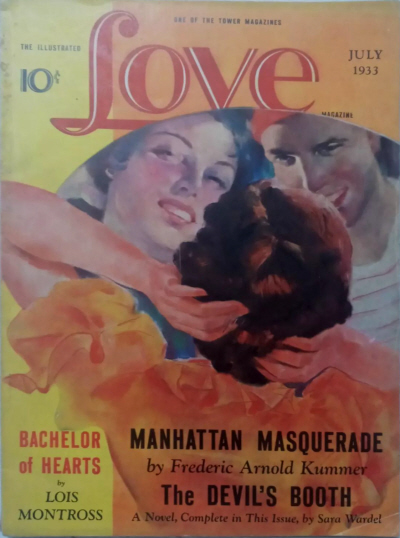 ONE OF THE TOWER MAGAZINES
THE ILLUSTRATED
Love
MAGAZINE
10¢
JULY
1933
BACHELOR
of HEARTS
by
LOIS
MONTROSS
MANHATTAN MASQUERADE
by Frederic Arnold Kummer
The DEVIL'S BOOTH
A Novel, Complete in This Issue, by Sara Wardel